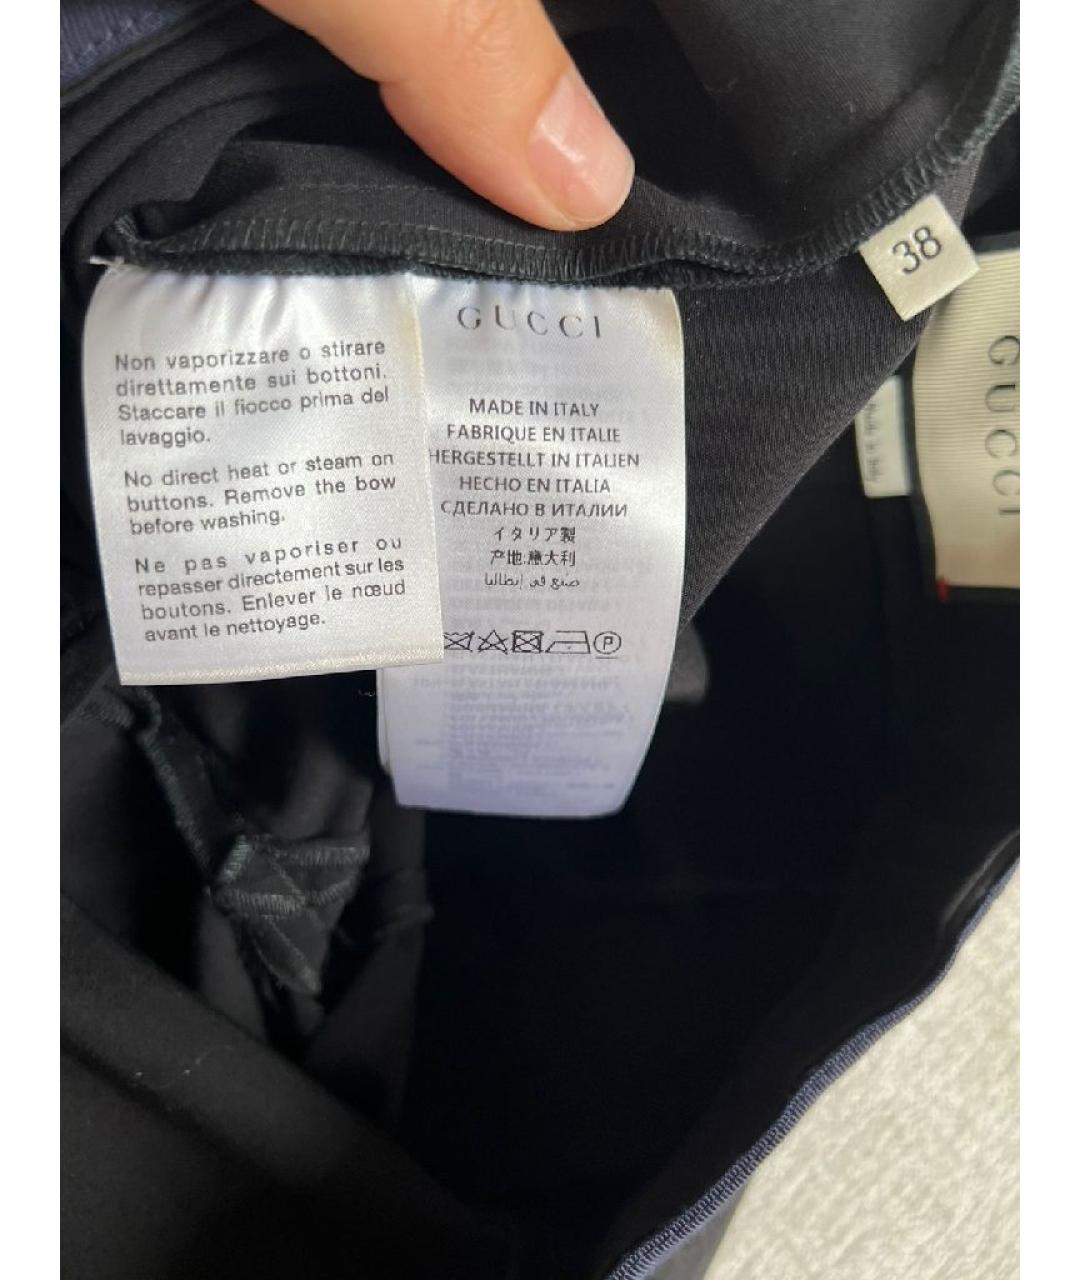 Non vaporizzare o stirare
direttamente sui bottoni.
Staccare il fiocco prima del
lavaggio.
No direct heat or steam on
buttons. Remove the bow
before washing.
Ne pas vaporiser ou
repasser directement sur les
boutons. Enlever le nœud
avant le nettoyage.
GUCCI
MADE IN ITALY
FABRIQUE EN ITALIE
HERGESTELLT IN ITALIEN
HECHO EN ITALIA
СДЕЛАНО В ИТАЛИИ
イタリア製
产地:意大利
صنع في إيطاليا
P
38
GUCCI
Made in Italy